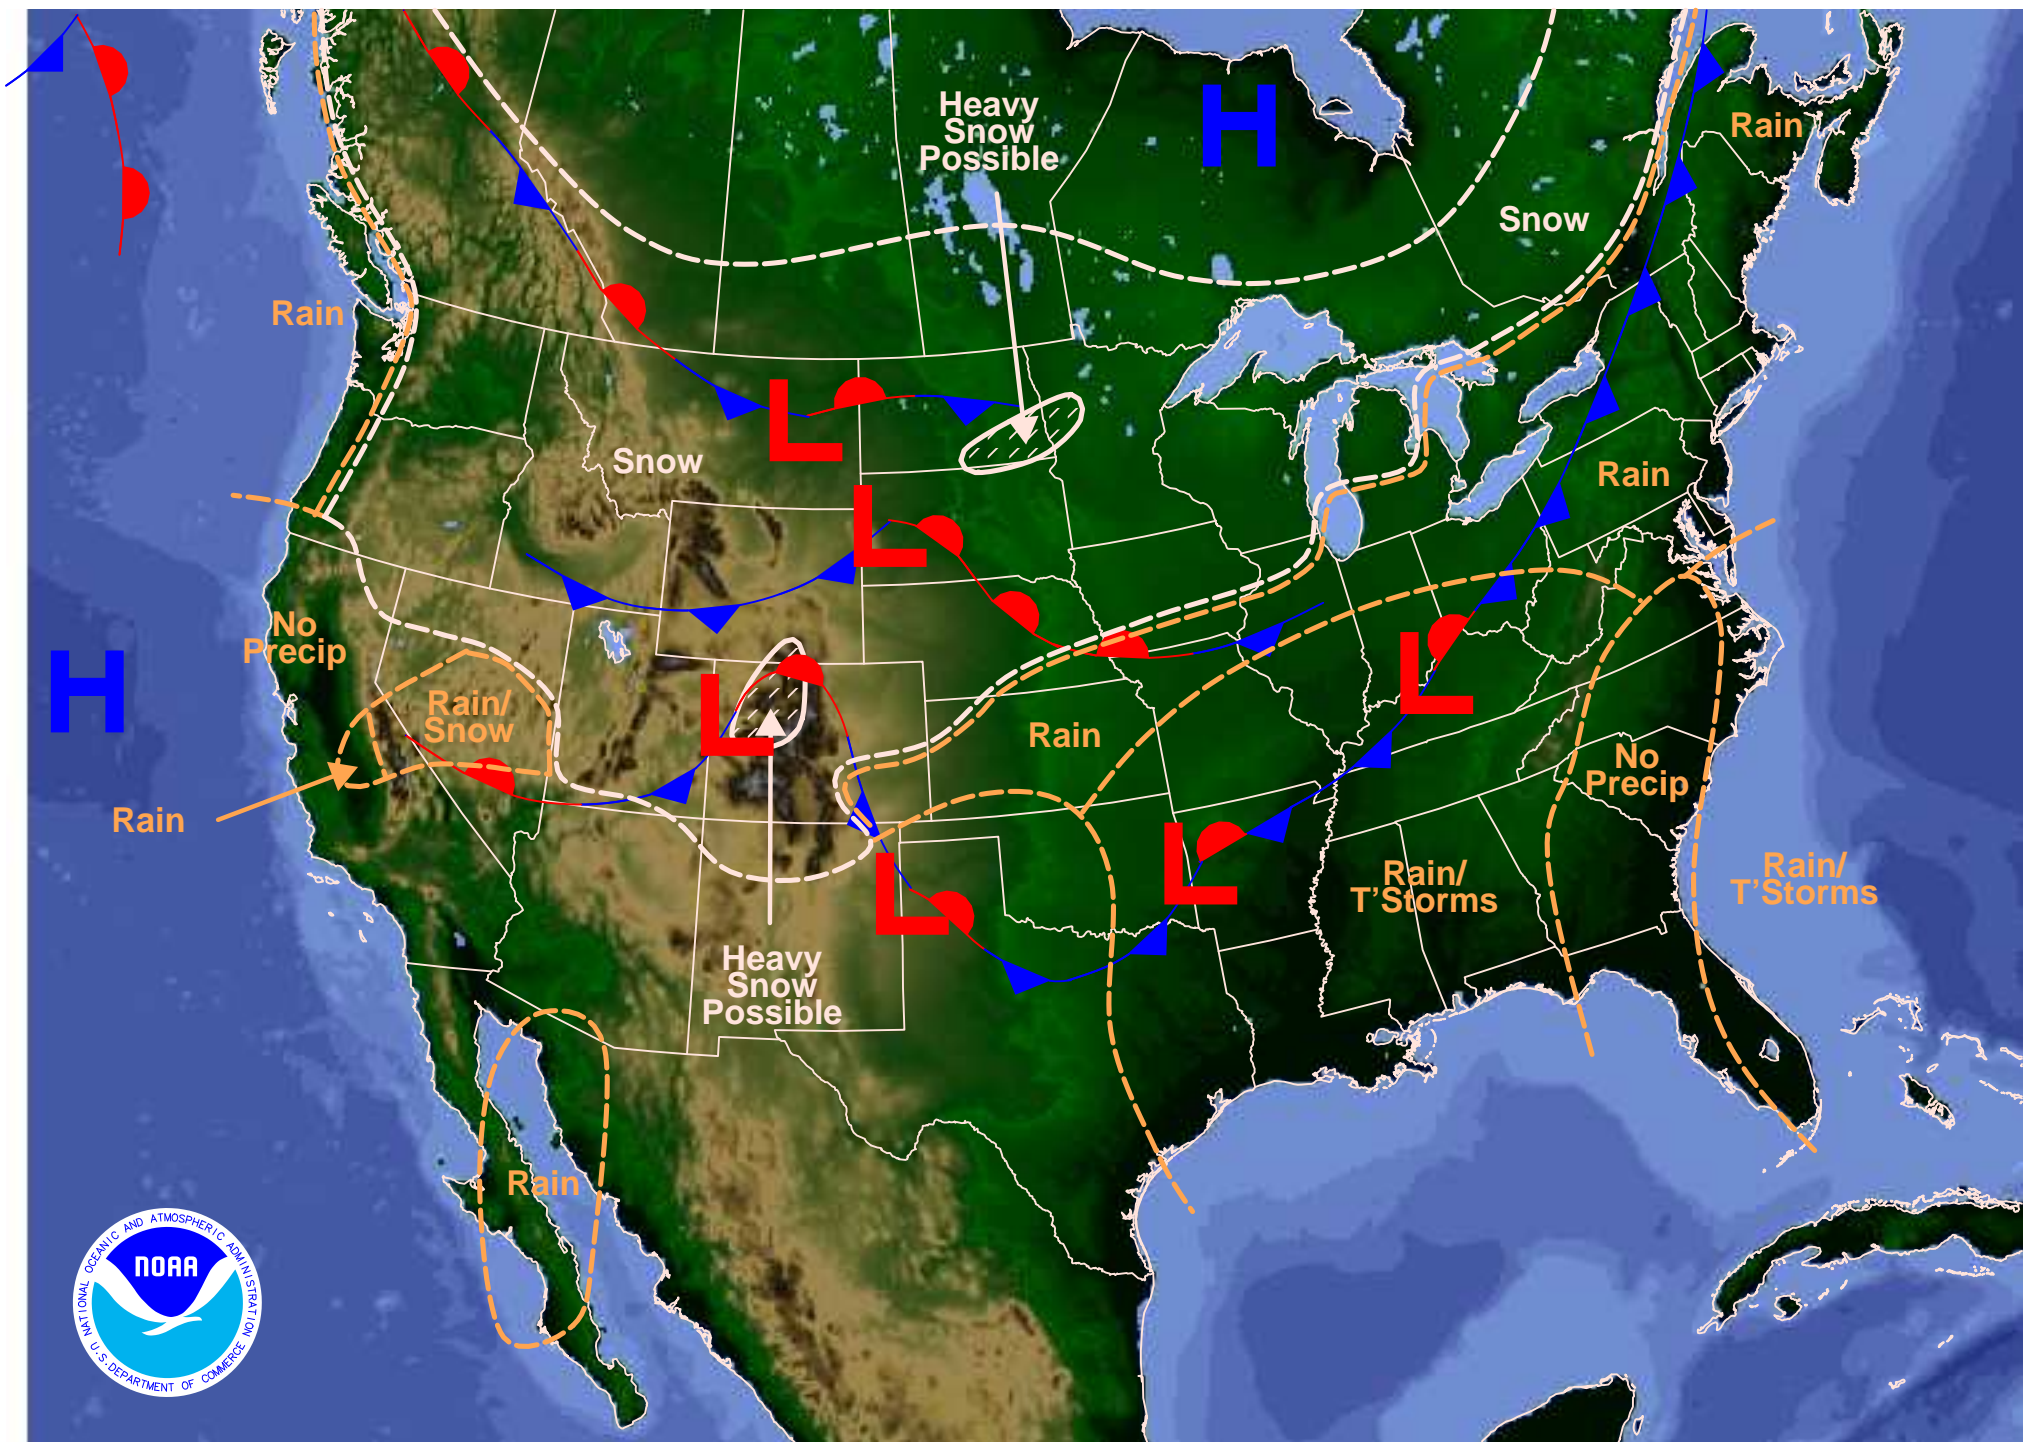 Heavy
Snow
Possible
H
Rain
Snow
Rain
L
Snow
Rain
L
No
Precip
H
L
L
Rain/
Snow
Rain
No
Precip
Rain
L
L
Rain/
T'Storms
Rain/
T'Storms
Heavy
Snow
Possible
Rain
NATIONAL OCEANIC AND ATMOSPHERIC ADMINISTRATION
NOAA
U.S. DEPARTMENT OF COMMERCE